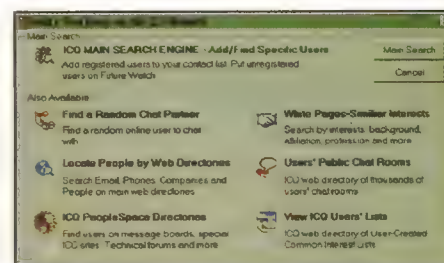 Main Search
ICQ MAIN SEARCH ENGINE - Add/Find Specific Users
Add registered users to your contact list. Put unregistered
users on Future Watch
Main Search
Cancel
Also Available
Find a Random Chat Partner
Find a random online user to chat
with
White Pages-Similar Interests
Search by interests, background,
affiliation, profession and more
Locate People by Web Directories
Search Email, Phones, Companies and
People on main web directories
Users' Public Chat Rooms
ICQ web directory of thousands of
users' chat rooms
ICQ PeopleSpace Directories
Find users on message boards, special
ICQ sites, Technical forums and more
View ICQ Users' Lists
ICQ web directory of User-Created
Common Interest Lists